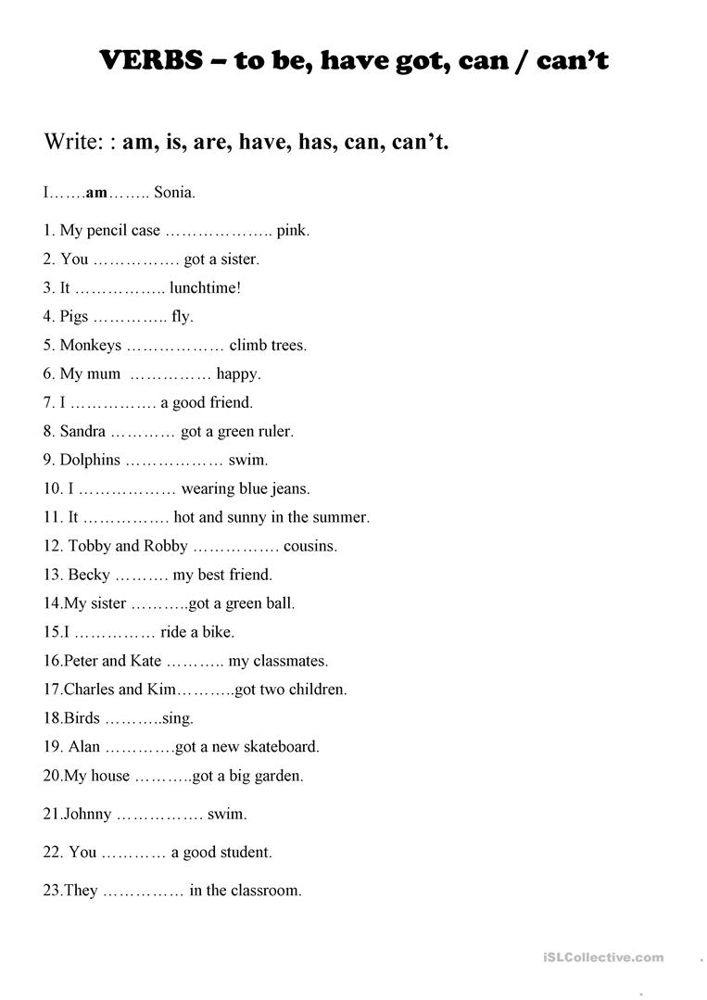 VERBS – to be, have got, can / can’t
Write: : am, is, are, have, has, can, can’t.
I…….am…….. Sonia.
1. My pencil case ……………….. pink.
2. You ……………. got a sister.
3. It …………….. lunchtime!
4. Pigs ………….. fly.
5. Monkeys ……………… climb trees.
6. My mum  …………… happy.
7. I ……………. a good friend.
8. Sandra ………… got a green ruler.
9. Dolphins ……………… swim.
10. I ……………… wearing blue jeans.
11. It ……………. hot and sunny in the summer.
12. Tobby and Robby ……………. cousins.
13. Becky ………. my best friend.
14.My sister ………..got a green ball.
15.I …………… ride a bike.
16.Peter and Kate ……….. my classmates.
17.Charles and Kim………..got two children.
18.Birds ………..sing.
19. Alan ………….got a new skateboard.
20.My house ………..got a big garden.
21.Johnny ……………. swim.
22. You ………… a good student.
23.They …………… in the classroom.
iSLCollective.com